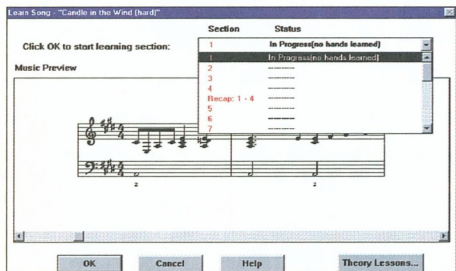 Learn Song - "Candle in the Wind (hard)"
Section Status
Click OK to start learning section:
1 In Progress(no hands learned)
1 In Progress(no hands learned)
Music Preview
2 ----------
3 ----------
4 ----------
Recap: 1 - 4 ----------
5 ----------
6 ----------
7 ----------
2 2
OK Cancel Help Theory Lessons...